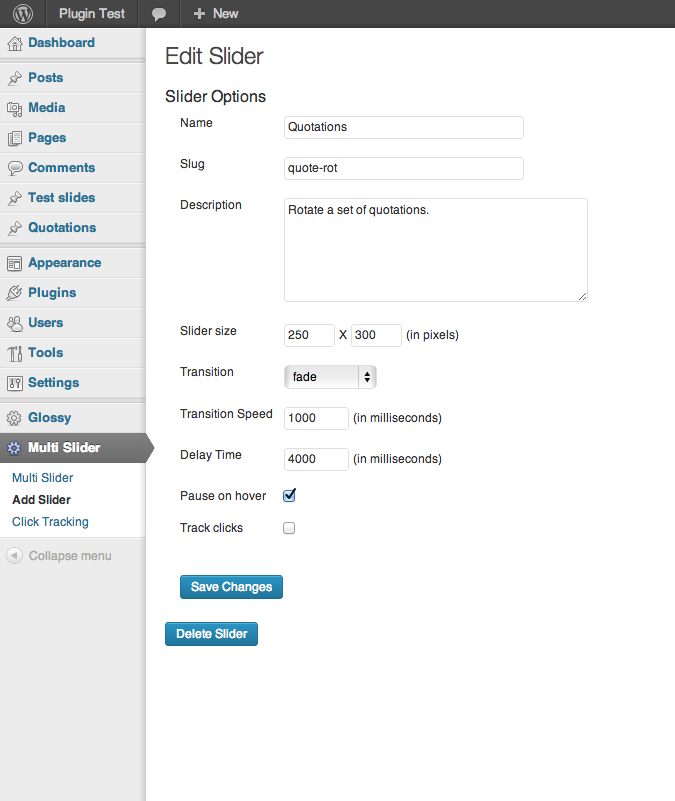 Plugin Test
New
Dashboard
Posts
Media
Pages
Comments
Test slides
Quotations
Appearance
Plugins
Users
Tools
Settings
Glossy
Multi Slider
Multi Slider
Add Slider
Click Tracking
Collapse menu
Edit Slider
Slider Options
Name Quotations
Slug quote-rot
Description Rotate a set of quotations.
Slider size 250 X 300 (in pixels)
Transition fade
Transition Speed 1000 (in milliseconds)
Delay Time 4000 (in milliseconds)
Pause on hover
Track clicks
Save Changes
Delete Slider